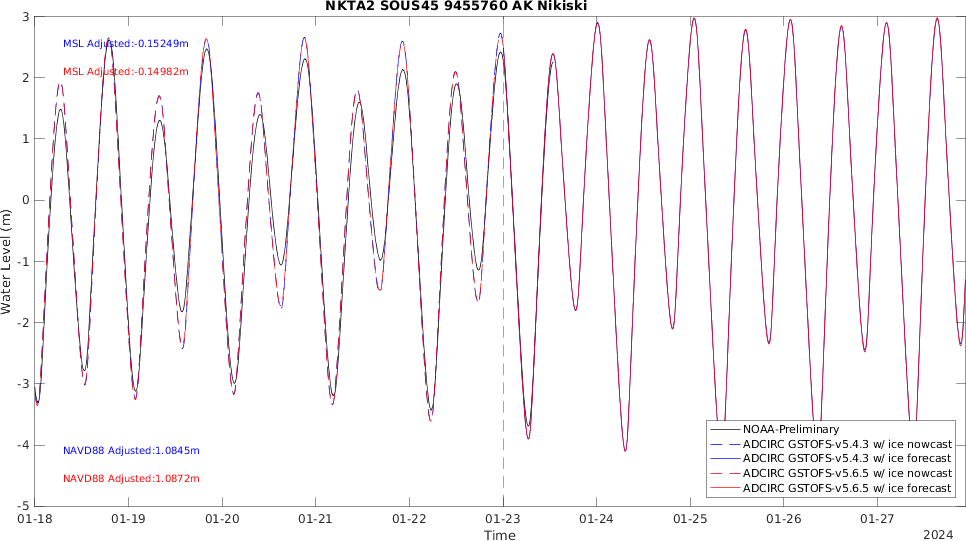 NKTA2 SOUS45 9455760 AK Nikiski
3
MSL Adjusted:-0.15249m
MSL Adjusted:-0.14982m
2
1
0
-1
-2
-3
-4
-5
Water Level (m)
NAVD88 Adjusted:1.0845m
NAVD88 Adjusted:1.0872m
NOAA-Preliminary
ADCIRC GSTOFS-v5.4.3 w/ ice nowcast
ADCIRC GSTOFS-v5.4.3 w/ ice forecast
ADCIRC GSTOFS-v5.6.5 w/ ice nowcast
ADCIRC GSTOFS-v5.6.5 w/ ice forecast
01-18 01-19 01-20 01-21 01-22 01-23 01-24 01-25 01-26 01-27
Time
2024